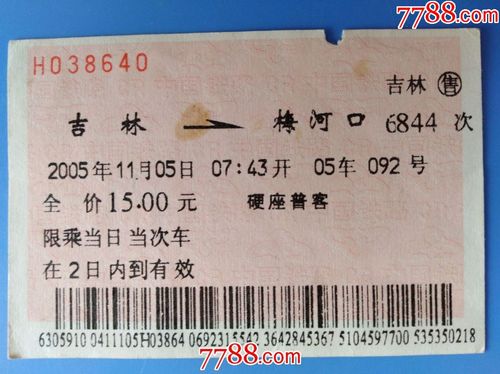 7788.com
H038640
吉林 售
吉林 梅河口 6844 次
2005年11月05日 07:43开 05车 092号
全 价15.00元 硬座普客
限乘当日当次车
在2日内到有效
6305910 0411105H03864 0692315542 3642845367 5104597700 535350218
7788.com